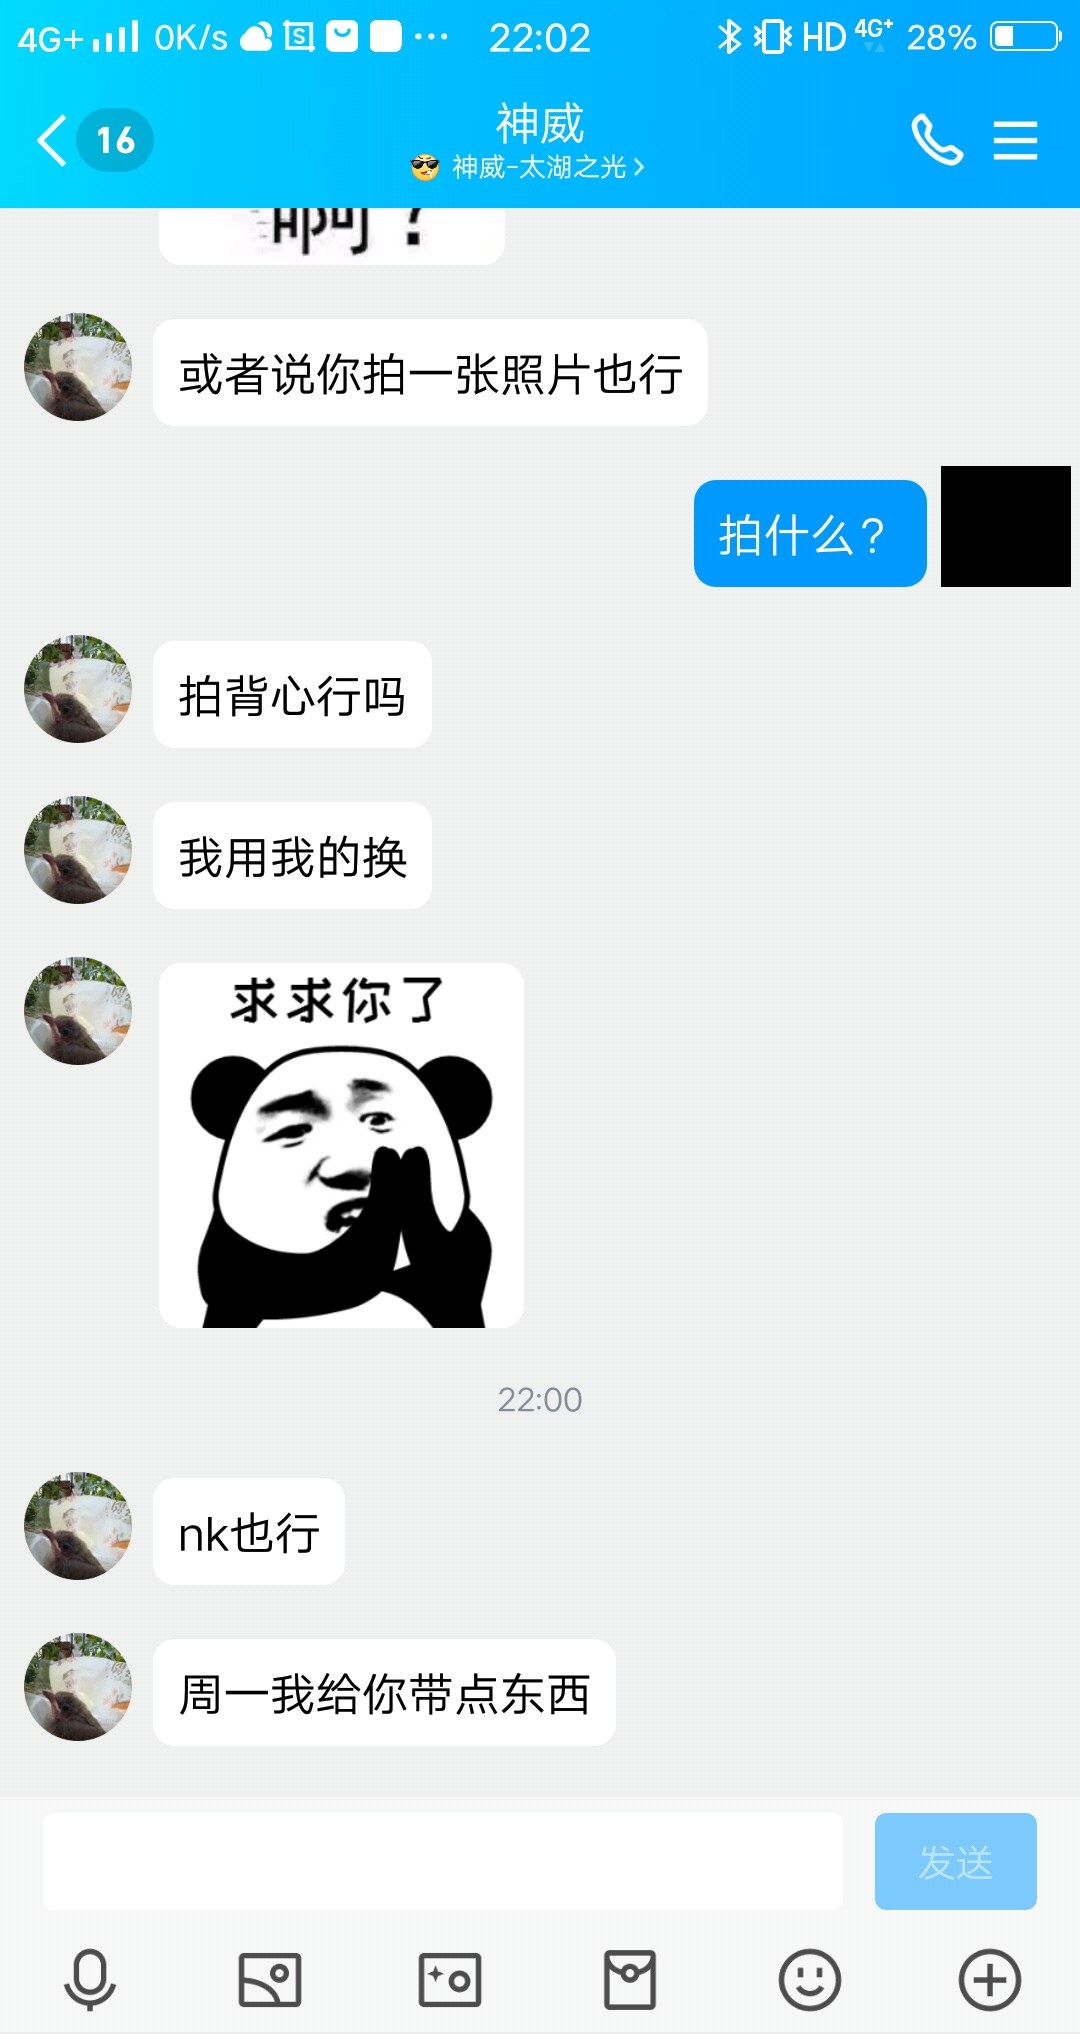 4G+ 0K/s S ... 22:02 HD 4G+ 28%
16
神威
神威-太湖之光
啊？
或者说你拍一张照片也行
拍什么？
拍背心行吗
我用我的换
求求你了
22:00
nk也行
周一我给你带点东西
发送